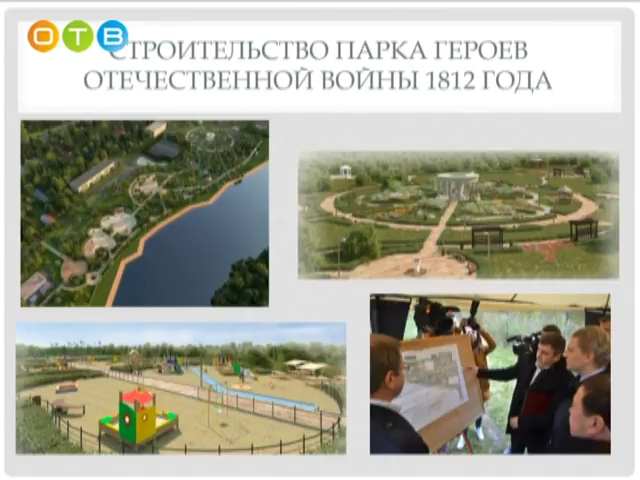 ОТВ
СТРОИТЕЛЬСТВО ПАРКА ГЕРОЕВ
ОТЕЧЕСТВЕННОЙ ВОЙНЫ 1812 ГОДА